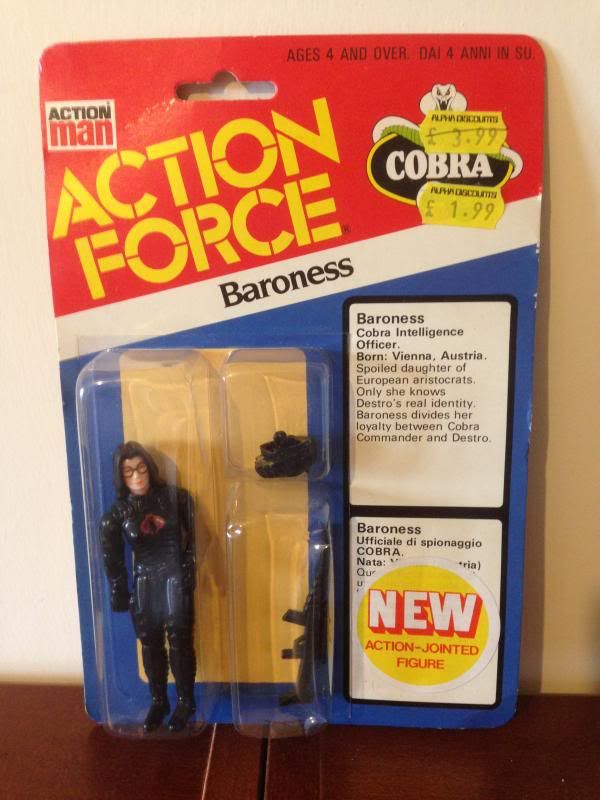 AGES 4 AND OVER. DAI 4 ANNI IN SU.
ACTION
man
ACTION
FORCE®
ALPHA DISCOUNTS
£ 3.99
COBRA
ALPHA DISCOUNTS
£ 1.99
Baroness
Baroness
Cobra Intelligence
Officer.
Born: Vienna, Austria.
Spoiled daughter of
European aristocrats.
Only she knows
Destro's real identity.
Baroness divides her
loyalty between Cobra
Commander and Destro.
Baroness
Ufficiale di spionaggio
COBRA.
Nata:
NEW
ACTION-JOINTED
FIGURE